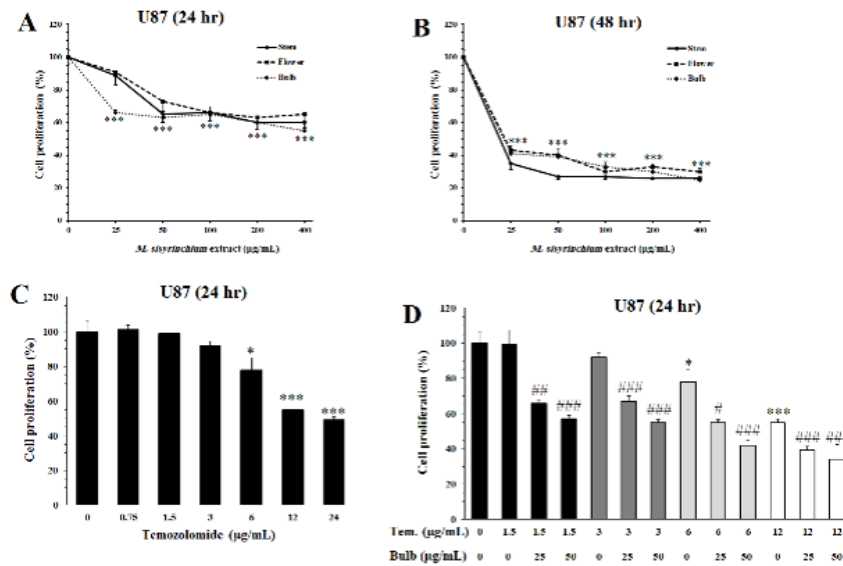 A
U87 (24 hr)
120
100
80
60
40
20
0
Cell proliferation (%)
Stem
Flower
Bulb
*** *** *** *** ***
0 25 50 100 200 400
M. sisyrinchium extract (µg/mL)
B
U87 (48 hr)
120
100
80
60
40
20
0
Cell proliferation (%)
Stem
Flower
Bulb
*** *** *** *** ***
0 25 50 100 200 400
M. sisyrinchium extract (µg/mL)
C
U87 (24 hr)
120
100
80
60
40
20
0
Cell proliferation (%)
* *** ***
0 0.75 1.5 3 6 12 24
Temozolomide (µg/mL)
D
U87 (24 hr)
120
100
80
60
40
20
0
Cell proliferation (%)
## ### ### ### * # ### *** ### ###
Tem. (µg/mL) 0 1.5 1.5 1.5 3 3 3 6 6 6 12 12 12
Bulb (µg/mL) 0 0 25 50 0 25 50 0 25 50 0 25 50